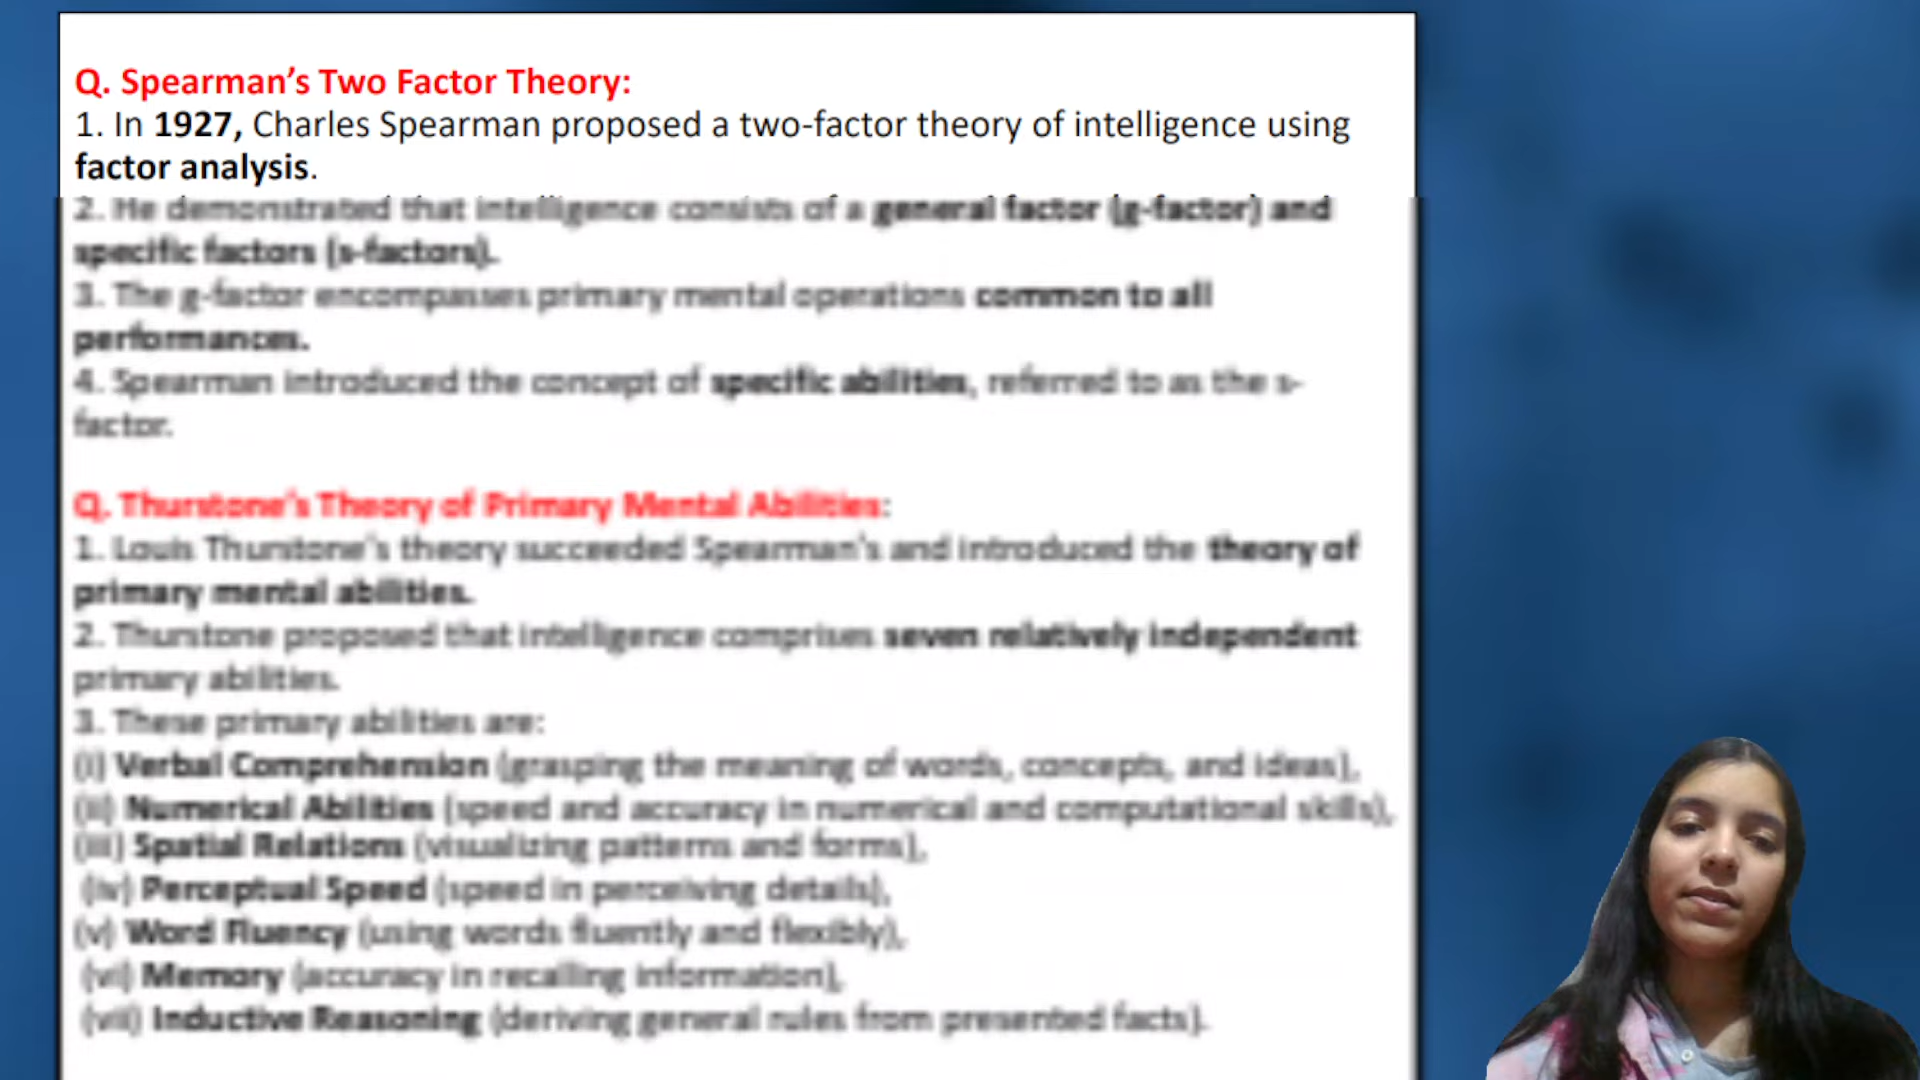 Q. Spearman’s Two Factor Theory:
1. In 1927, Charles Spearman proposed a two-factor theory of intelligence using
factor analysis.
2. He demonstrated that intelligence consists of a general factor (g-factor) and
specific factors (s-factors).
3. The g-factor encompasses primary mental operations common to all
performances.
4. Spearman introduced the concept of specific abilities, referred to as the s-
factor.
Q. Thurstone’s Theory of Primary Mental Abilities:
1. Louis Thurstone’s theory succeeded Spearman’s and introduced the theory of
primary mental abilities.
2. Thurstone proposed that intelligence comprises seven relatively independent
primary abilities.
3. These primary abilities are:
(i) Verbal Comprehension (grasping the meaning of words, concepts, and ideas),
(ii) Numerical Abilities (speed and accuracy in numerical and computational skills),
(iii) Spatial Relations (visualizing patterns and forms),
(iv) Perceptual Speed (speed in perceiving details),
(v) Word Fluency (using words fluently and flexibly),
(vi) Memory (accuracy in recalling information),
(vii) Inductive Reasoning (deriving general rules from presented facts).